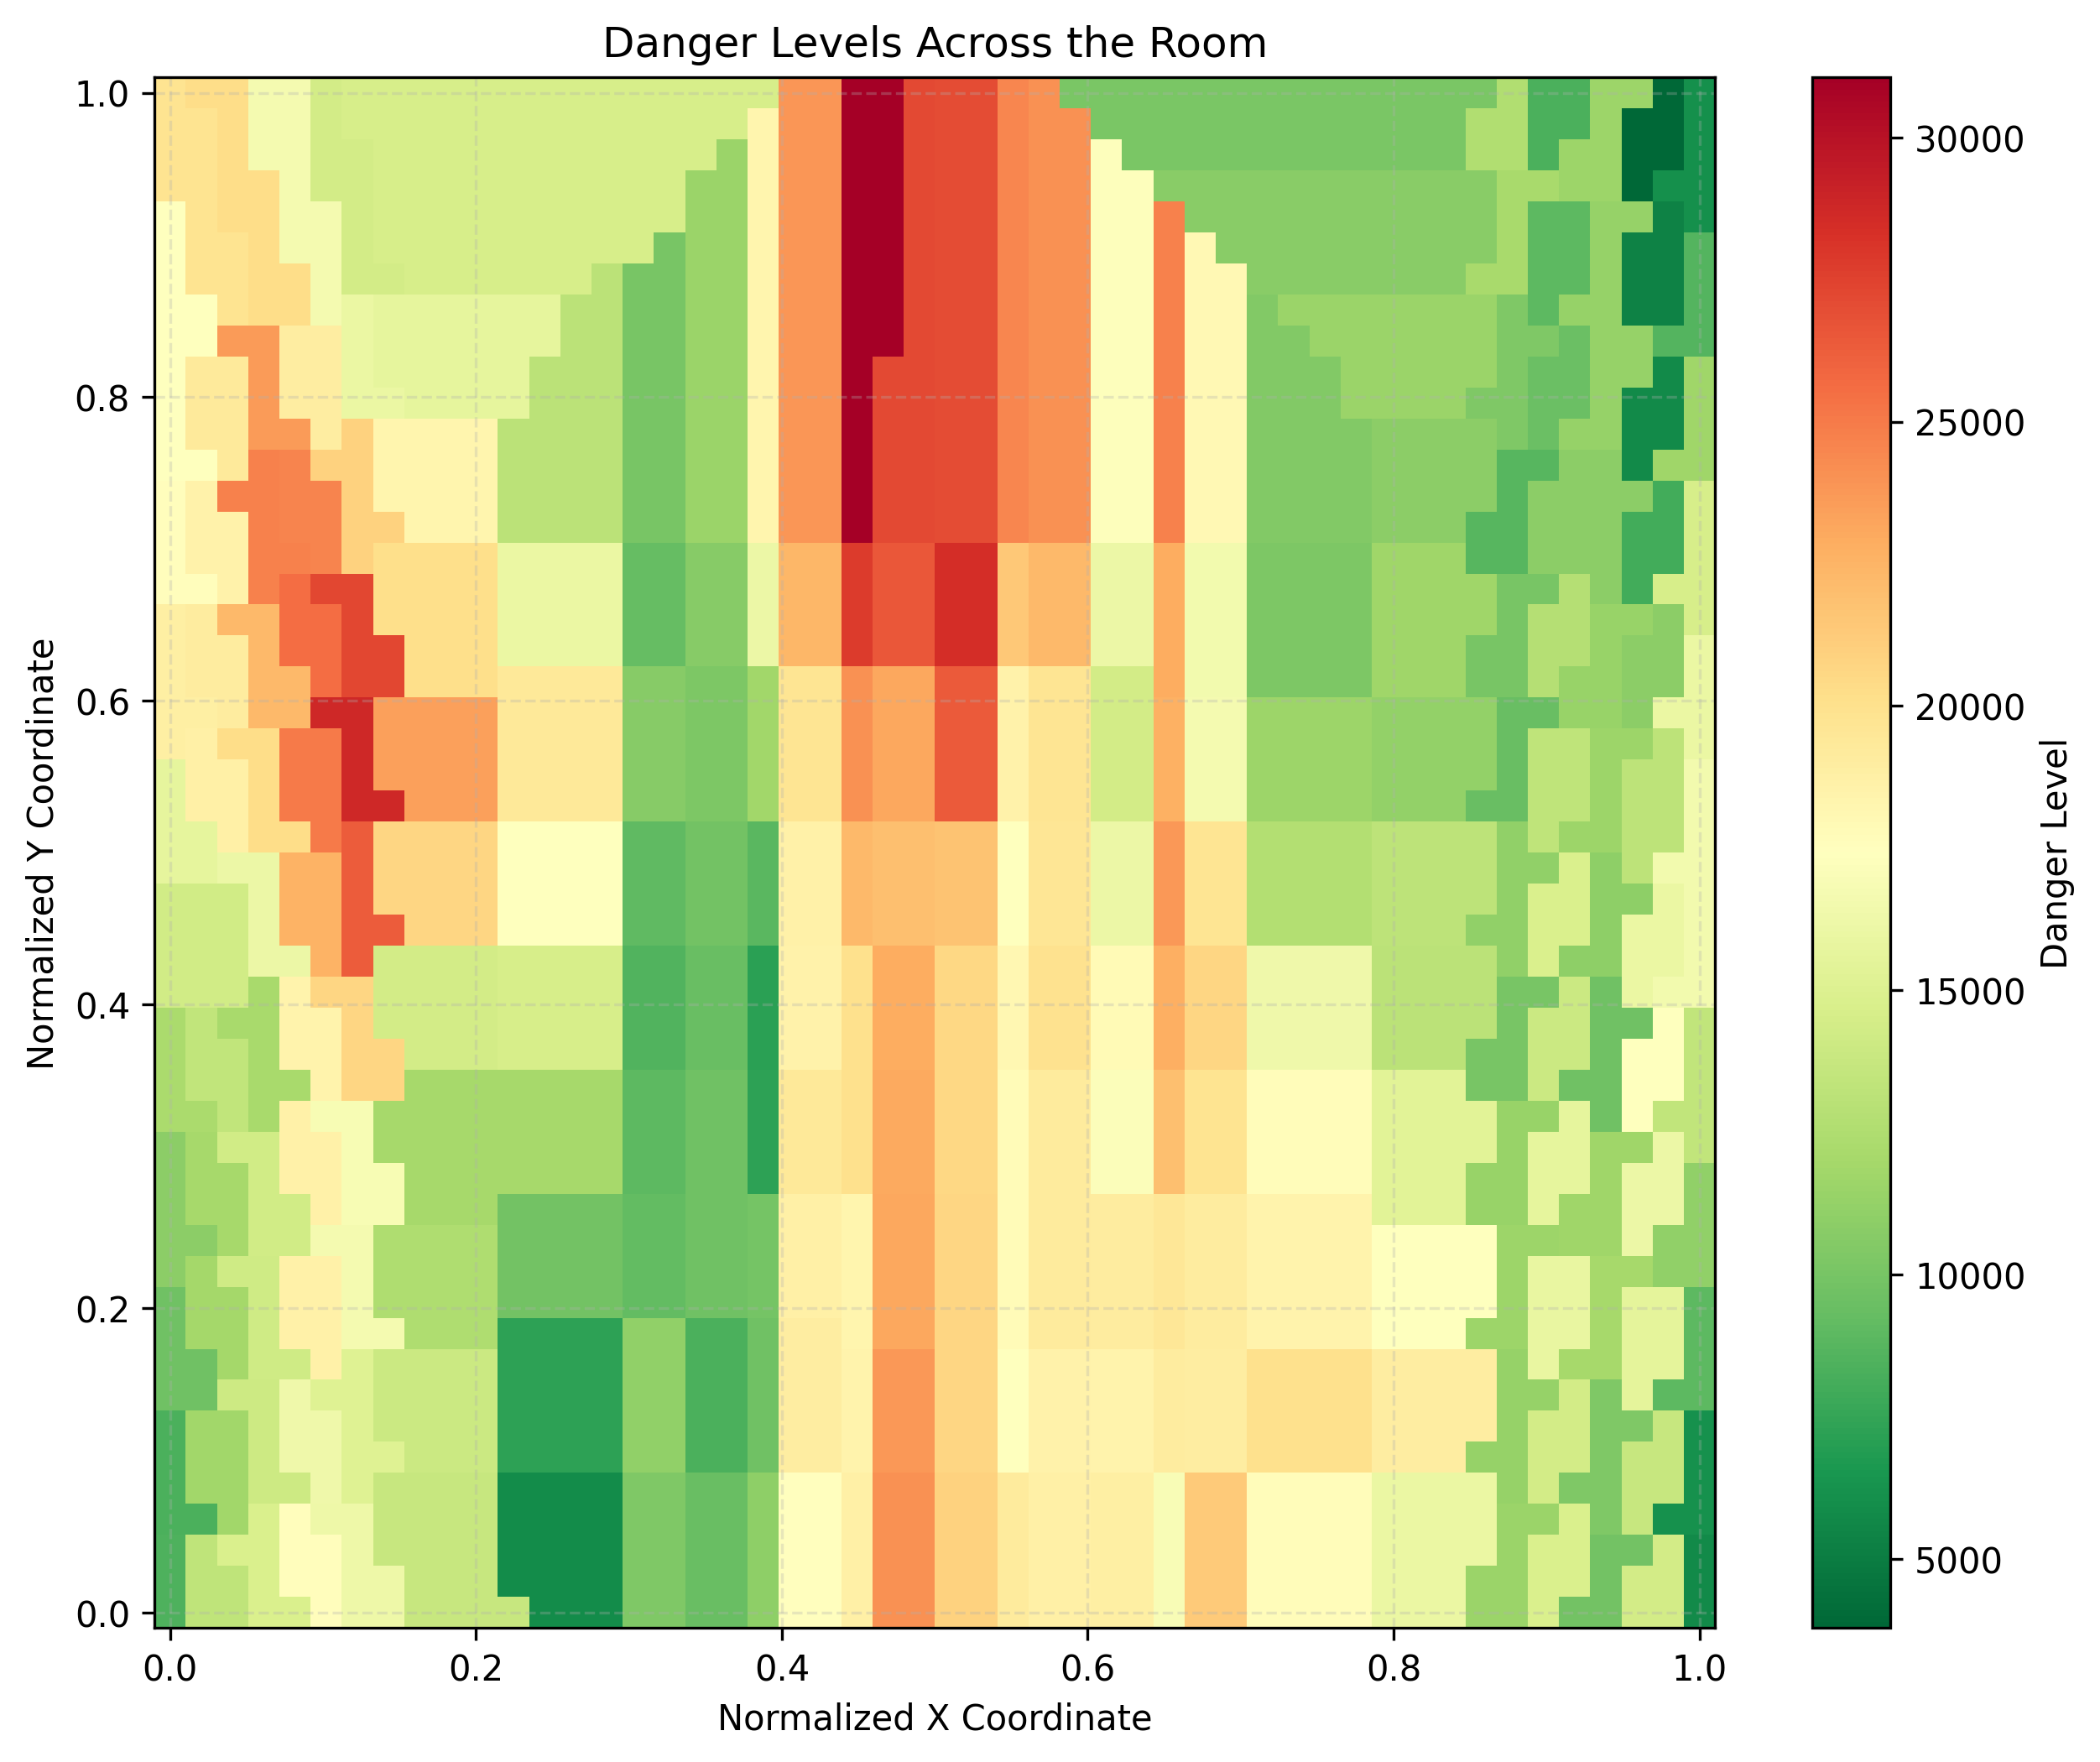 Danger Levels Across the Room
1.0
0.8
0.6
0.4
0.2
0.0
Normalized Y Coordinate
0.0 0.2 0.4 0.6 0.8 1.0
Normalized X Coordinate
30000
25000
20000
15000
10000
5000
Danger Level